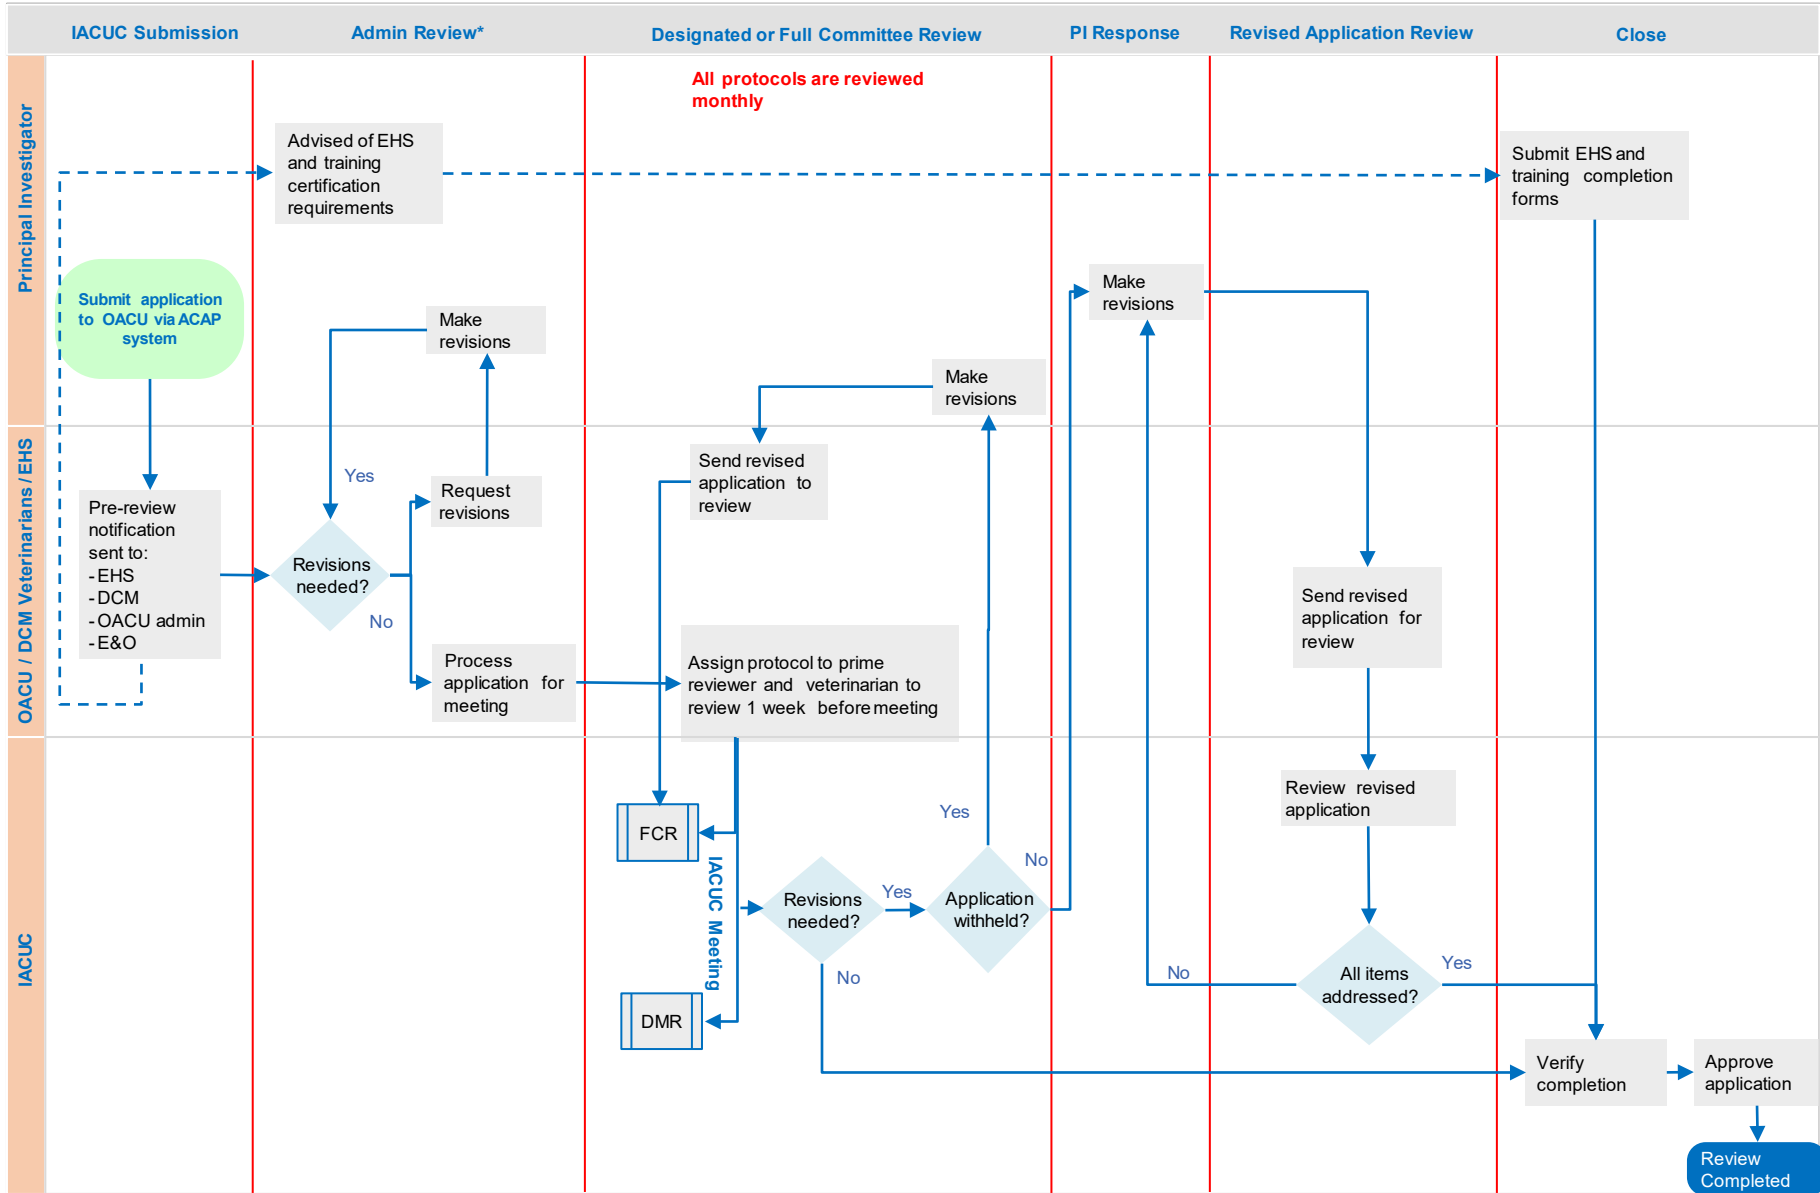 IACUC Submission
Admin Review*
Designated or Full Committee Review
PI Response
Revised Application Review
Close
Principal Investigator
All protocols are reviewed
monthly
Advised of EHS
and training
certification
requirements
Submit EHS and
training completion
forms
Submit application
to OACU via ACAP
system
Make
revisions
Make
revisions
Make
revisions
OACU / DCM Veterinarians / EHS
Pre-review
notification
sent to:
-EHS
-DCM
-OACU admin
-E&O
Yes
Revisions
needed?
No
Request
revisions
Process
application for
meeting
Send revised
application to
review
Assign protocol to prime
reviewer and veterinarian to
review 1 week before meeting
Send revised
application for
review
IACUC
FCR
IACUC Meeting
DMR
Revisions
needed?
Yes
No
Application
withheld?
Yes
No
Review revised
application
All items
addressed?
No
Yes
Verify
completion
Approve
application
Review
Completed